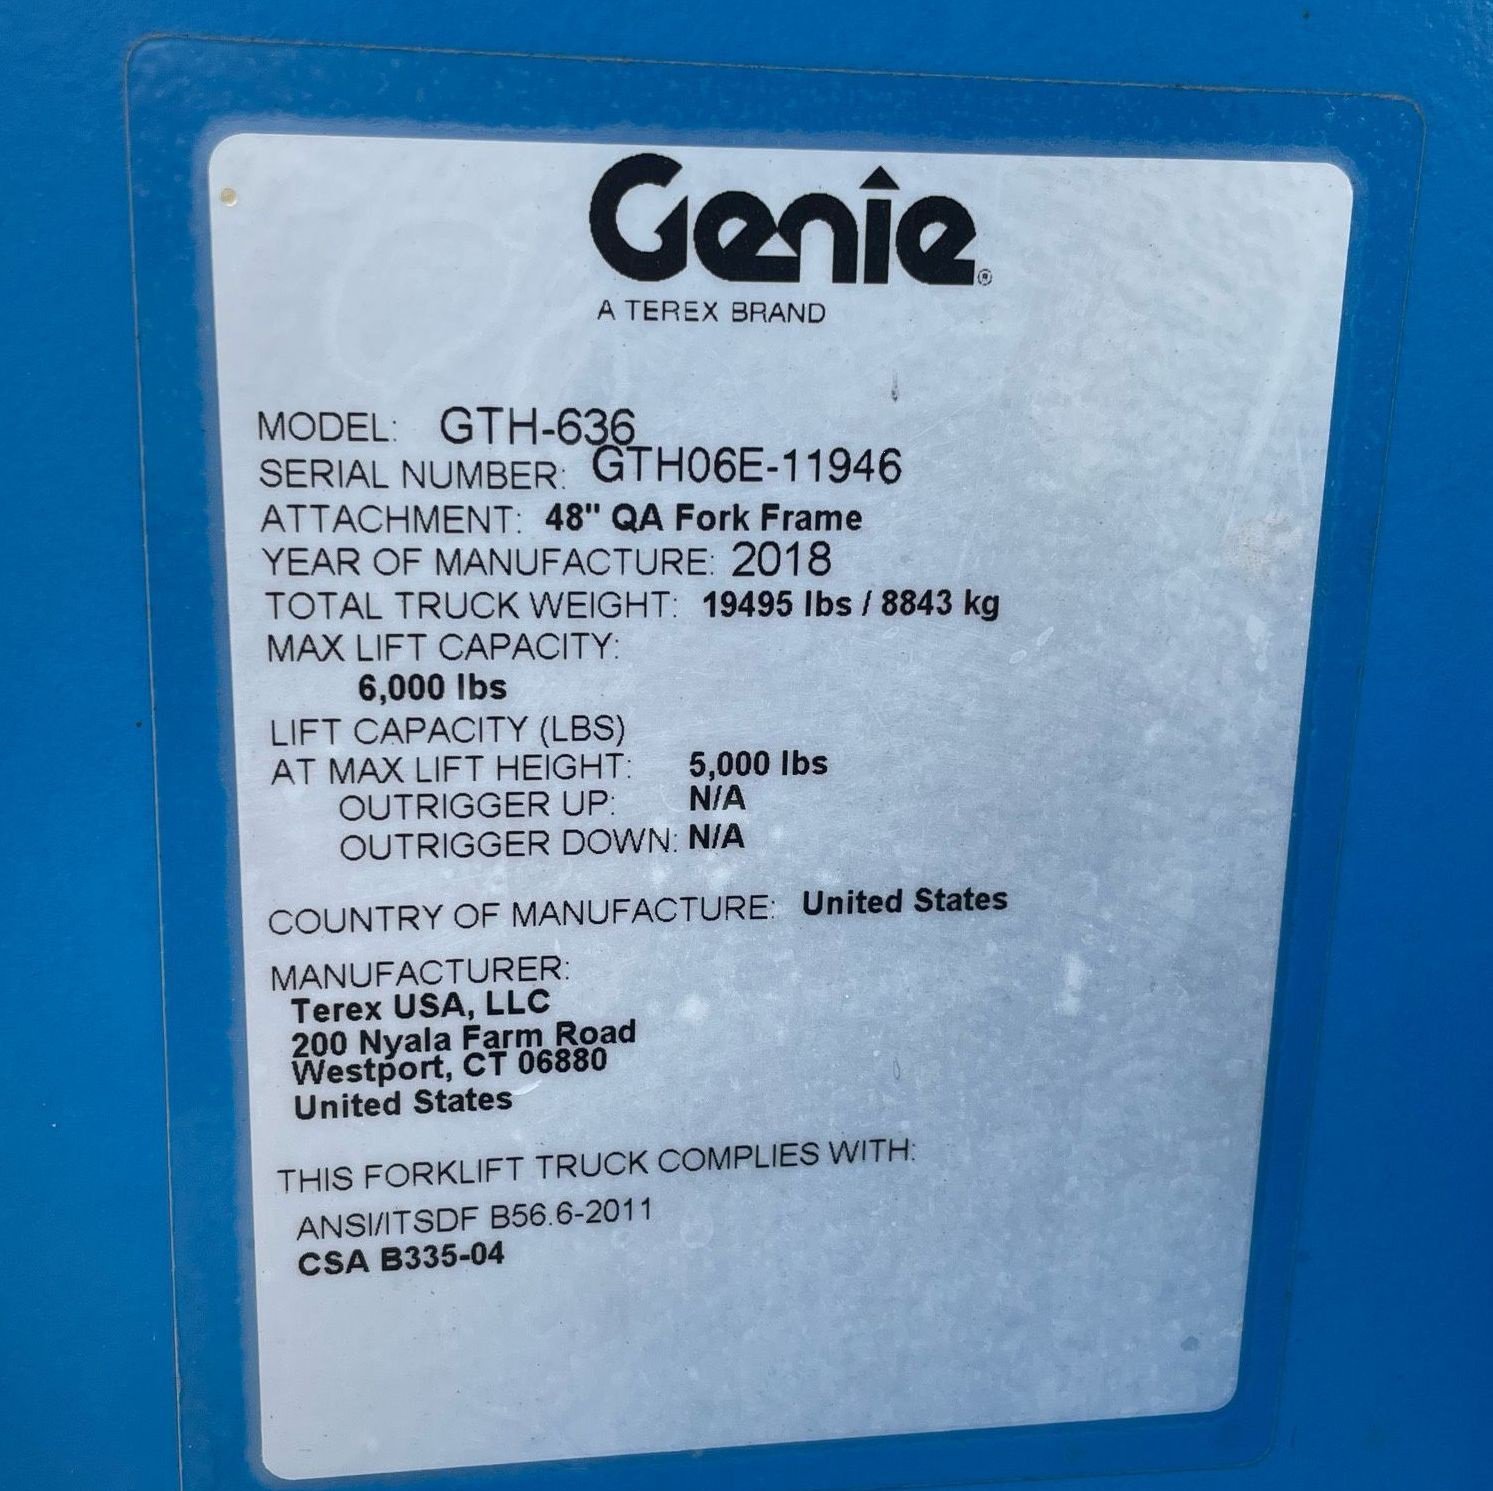 Genie®
A TEREX BRAND
MODEL: GTH-636
SERIAL NUMBER: GTH06E-11946
ATTACHMENT: 48" QA Fork Frame
YEAR OF MANUFACTURE: 2018
TOTAL TRUCK WEIGHT: 19495 lbs / 8843 kg
MAX LIFT CAPACITY:
6,000 lbs
LIFT CAPACITY (LBS)
AT MAX LIFT HEIGHT: 5,000 lbs
OUTRIGGER UP: N/A
OUTRIGGER DOWN: N/A
COUNTRY OF MANUFACTURE: United States
MANUFACTURER:
Terex USA, LLC
200 Nyala Farm Road
Westport, CT 06880
United States
THIS FORKLIFT TRUCK COMPLIES WITH:
ANSI/ITSDF B56.6-2011
CSA B335-04